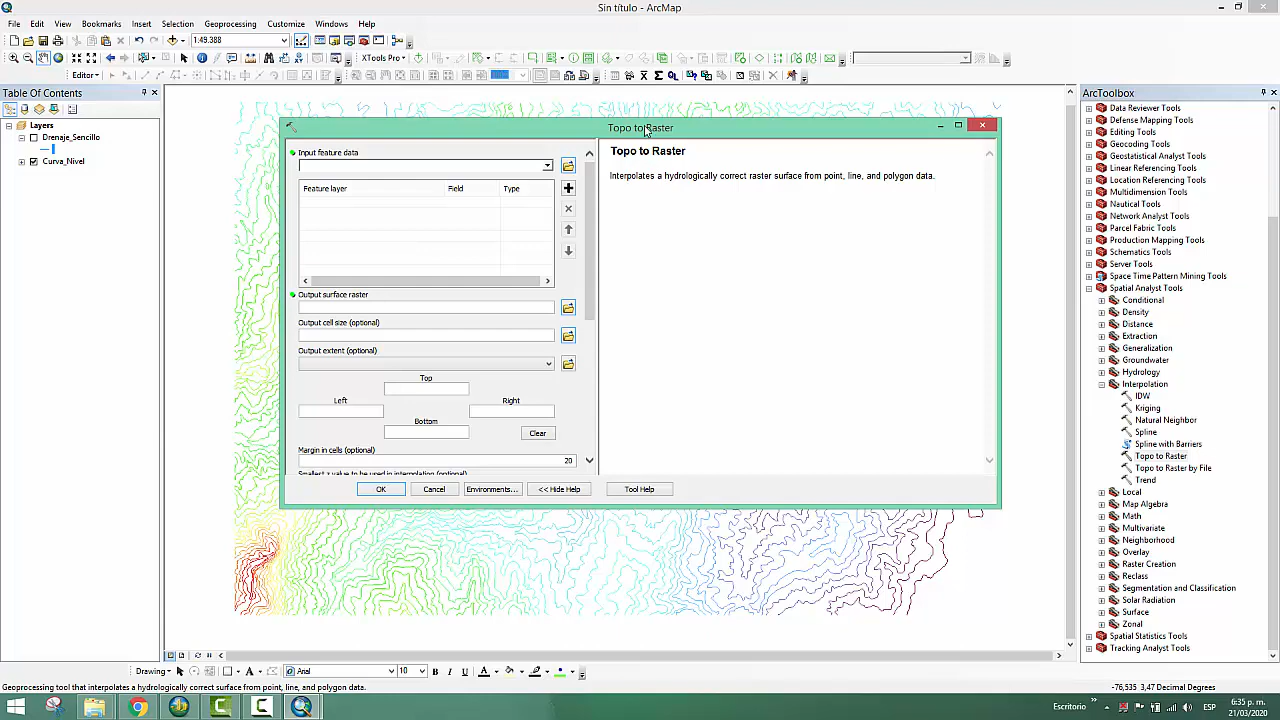 Sin título - ArcMap
File Edit View Bookmarks Insert Selection Geoprocessing Customize Windows Help
1:49.388
XTools Pro
Editor
Table Of Contents
Layers
Drenaje_Sencillo
Curva_Nivel
Topo to Raster
Input feature data
Feature layer Field Type
Output surface raster
Output cell size (optional)
Output extent (optional)
Top
Left Right
Bottom
Clear
Margin in cells (optional)
20
Smallest z value to be used in interpolation (optional)
OK Cancel Environments... << Hide Help Tool Help
Topo to Raster
Interpolates a hydrologically correct raster surface from point, line, and polygon data.
ArcToolbox
Data Reviewer Tools
Defense Mapping Tools
Editing Tools
Geocoding Tools
Geostatistical Analyst Tools
Linear Referencing Tools
Location Referencing Tools
Multidimension Tools
Nautical Tools
Network Analyst Tools
Parcel Fabric Tools
Production Mapping Tools
Schematics Tools
Server Tools
Space Time Pattern Mining Tools
Spatial Analyst Tools
Conditional
Density
Distance
Extraction
Generalization
Groundwater
Hydrology
Interpolation
IDW
Kriging
Natural Neighbor
Spline
Spline with Barriers
Topo to Raster
Topo to Raster by File
Trend
Local
Map Algebra
Math
Multivariate
Neighborhood
Overlay
Raster Creation
Reclass
Segmentation and Classification
Solar Radiation
Surface
Zonal
Spatial Statistics Tools
Tracking Analyst Tools
Drawing
Arial
10
B I U A
Geoprocessing tool that interpolates a hydrologically correct surface from point, line, and polygon data.
-76,535 3,47 Decimal Degrees
Escritorio
ESP
6:35 p. m.
21/03/2020